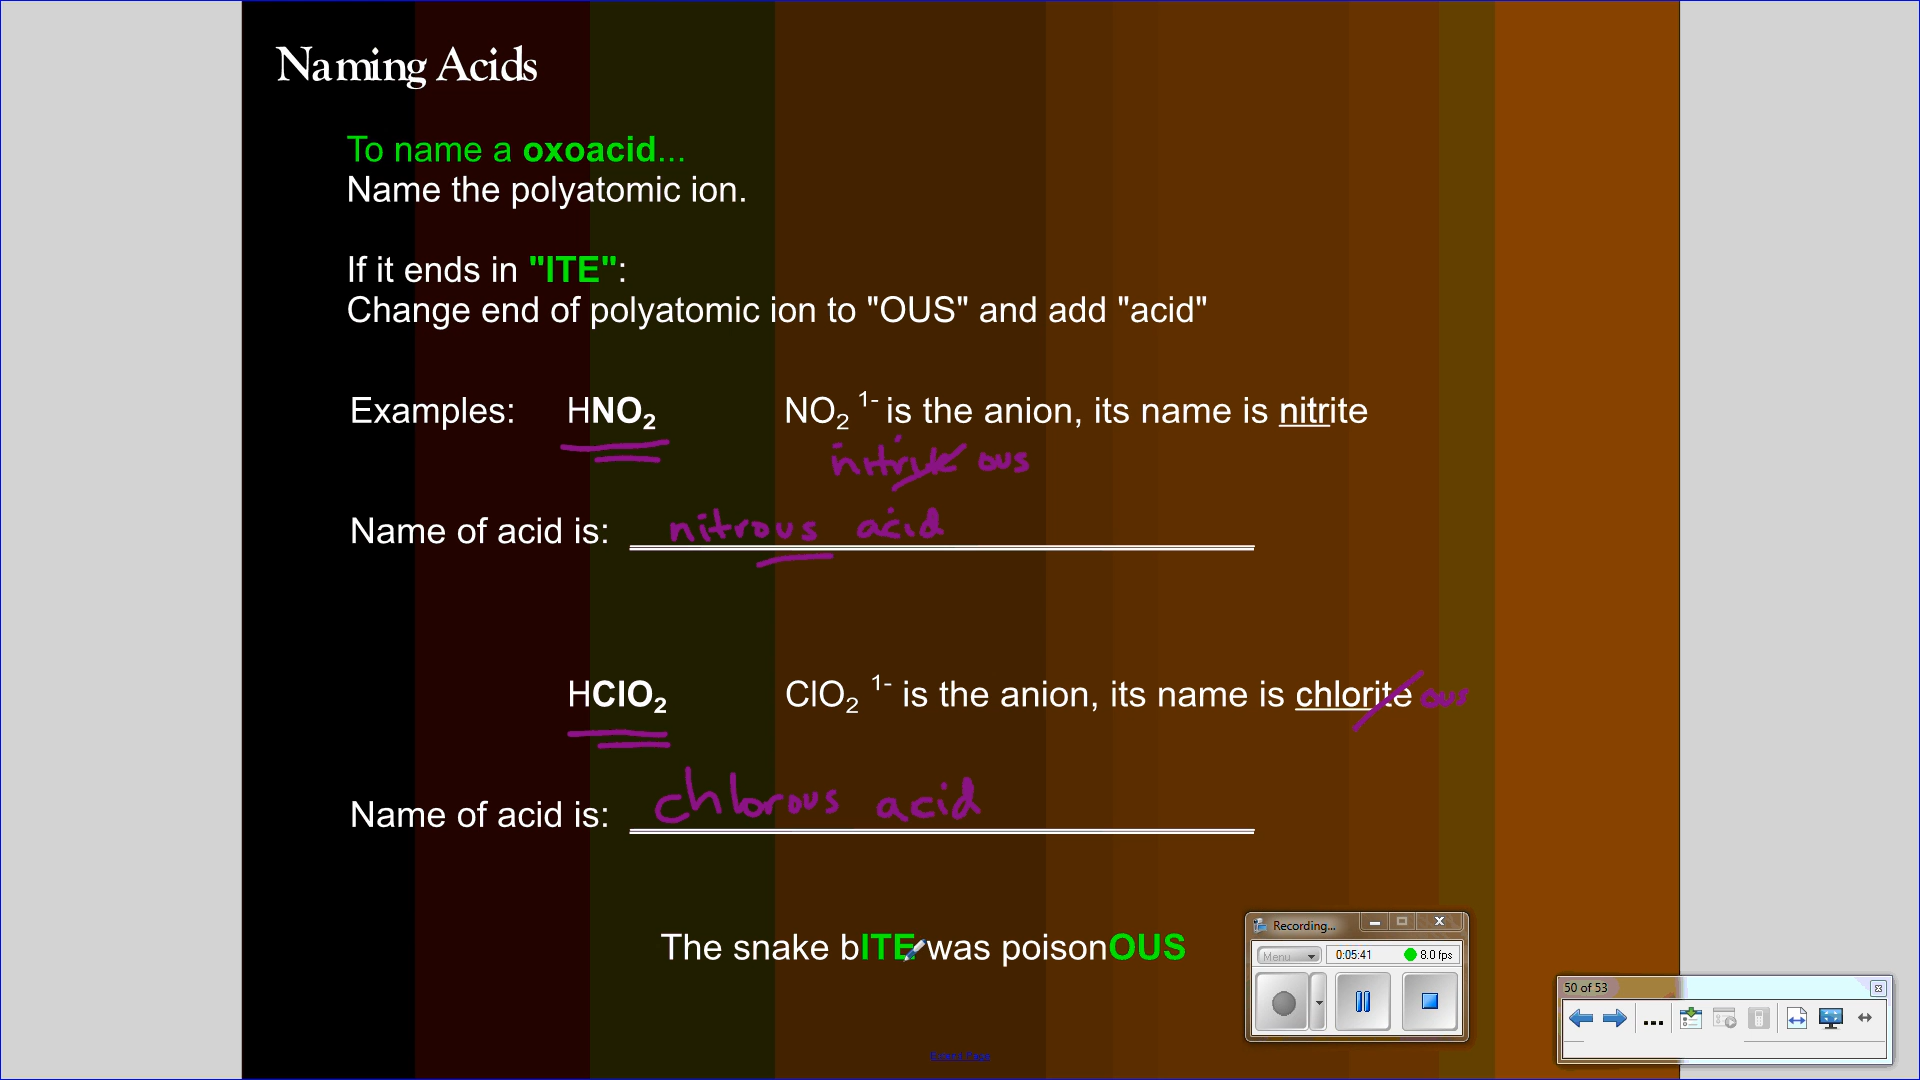 Naming Acids
To name a oxoacid...
Name the polyatomic ion.
If it ends in "ITE":
Change end of polyatomic ion to "OUS" and add "acid"
Examples: HNO₂ NO₂ ¹⁻ is the anion, its name is nitrite
nitrite ous
Name of acid is: nitrous acid
HClO₂ ClO₂ ¹⁻ is the anion, its name is chlorite ous
Name of acid is: chlorous acid
The snake bITE was poisonOUS
Recording...
Menu 0:05:41 8.0 fps
50 of 53